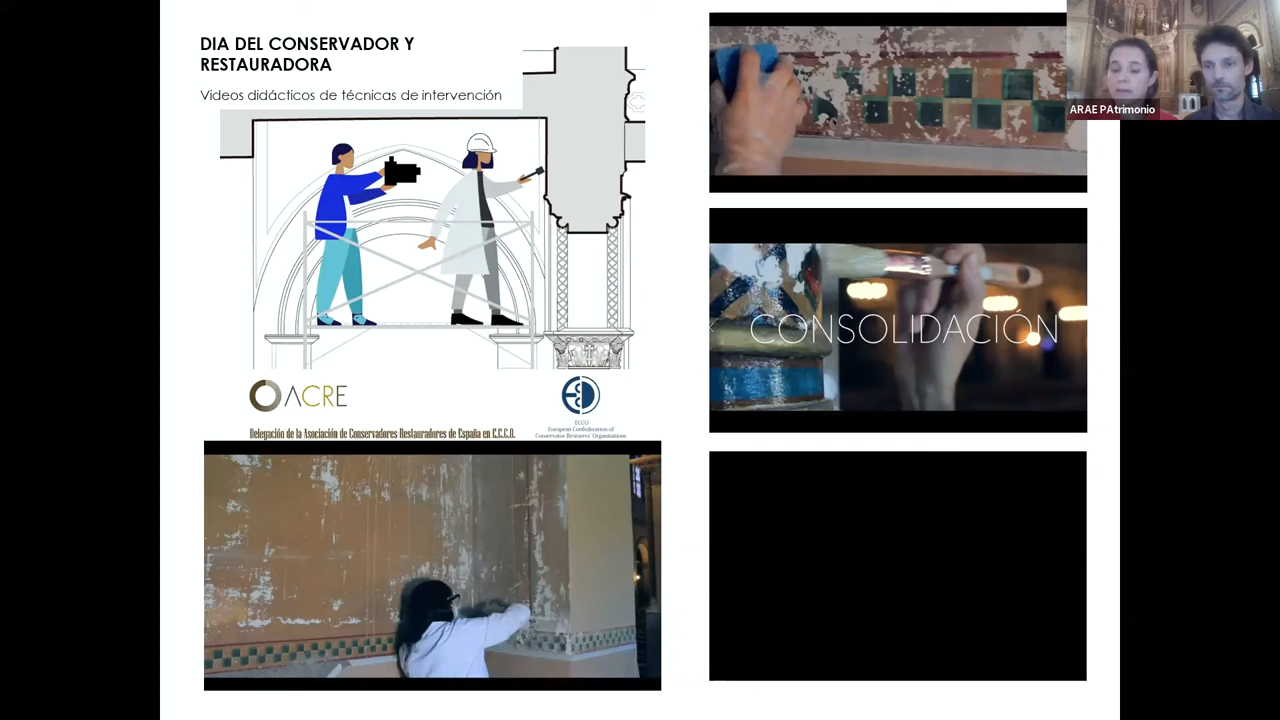 DIA DEL CONSERVADOR Y
RESTAURADORA
Videos didácticos de técnicas de intervención
ACRE
Delegación de la Asociación de Conservadores Restauradores de España en E.C.C.O.
ECCO
European Confederation of
Conservator Restorers' Organisations
CONSOLIDACIÓN
ARAE PAtrimonio